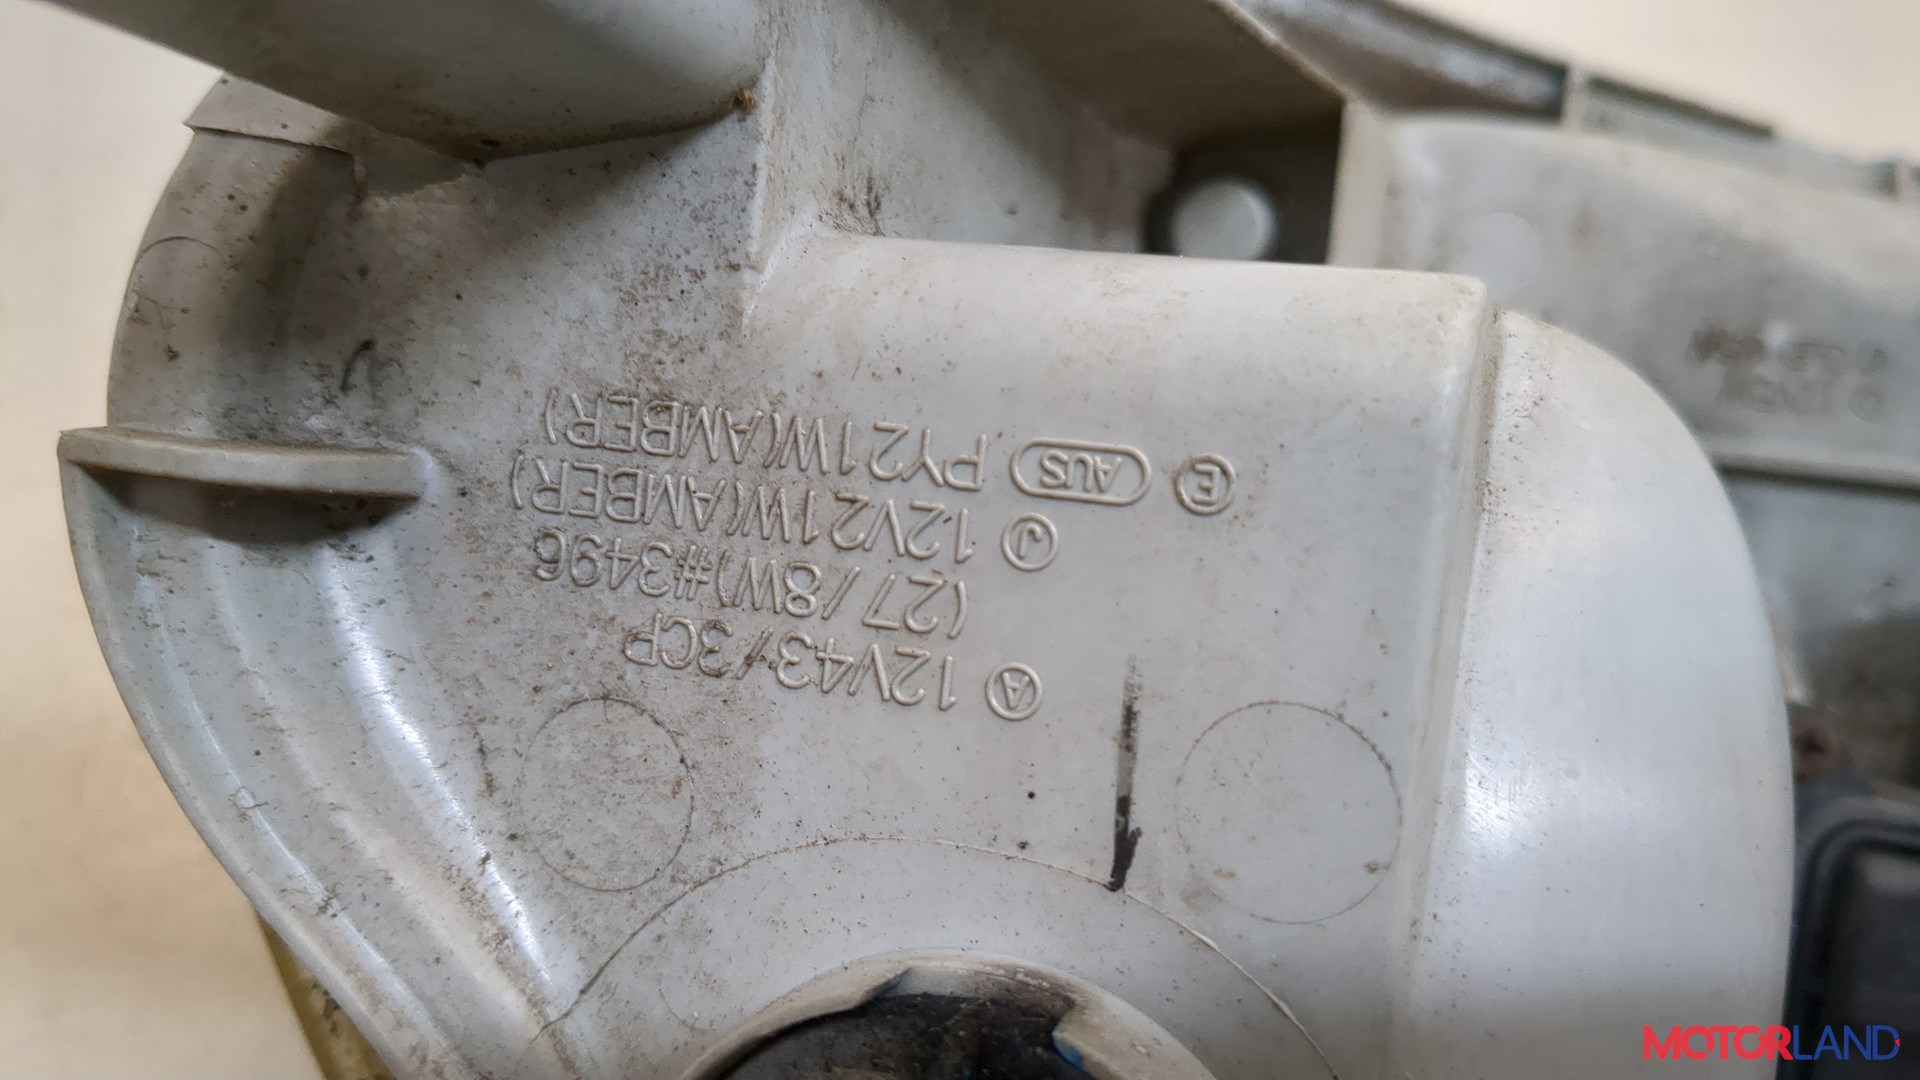 Ⓐ 12V43/3CP
(27/8W)#3496
Ⓙ 12V21W(AMBER)
Ⓔ AUS PY21W(AMBER)
MOTORLAND